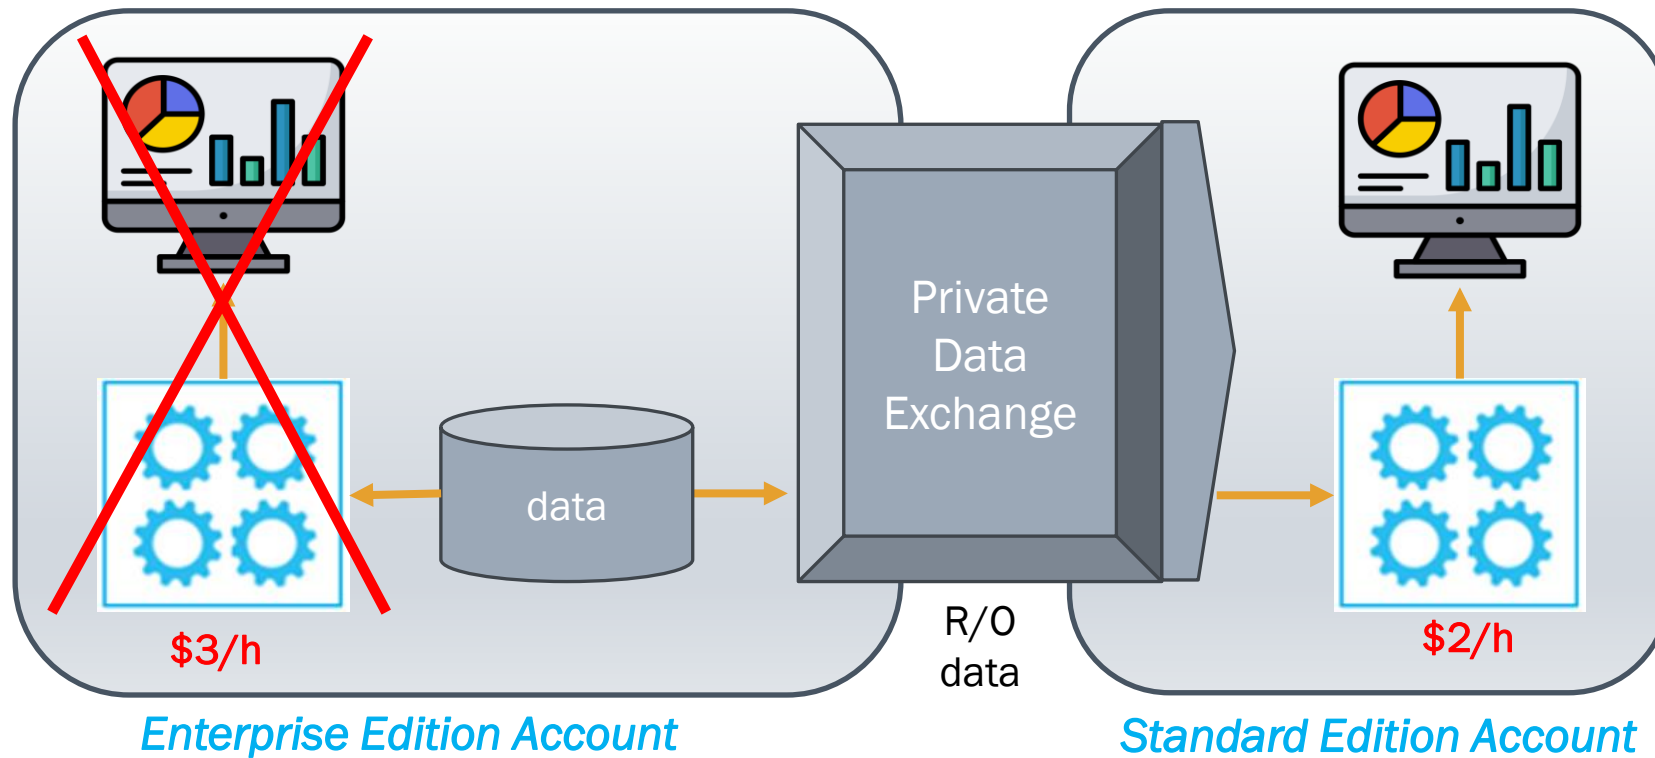 Private
Data
Exchange
data
R/O
data
$3/h
$2/h
Enterprise Edition Account
Standard Edition Account